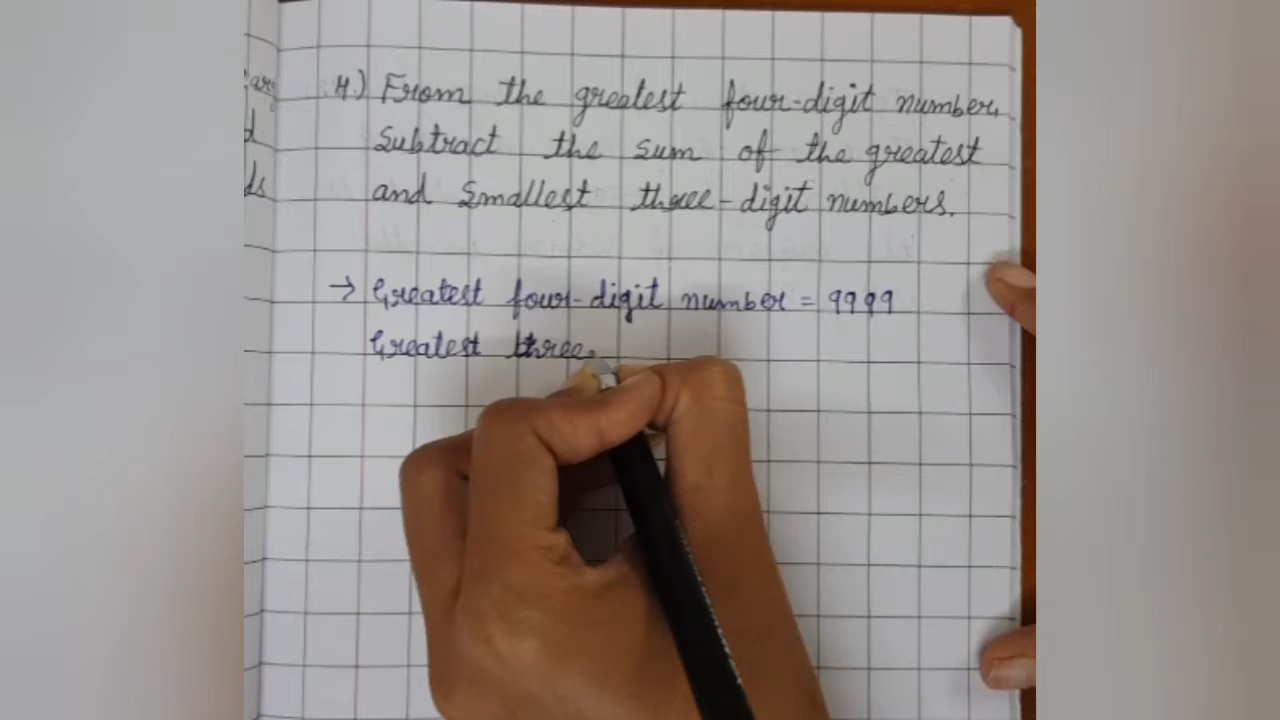 4.) From the greatest four-digit number,
subtract the sum of the greatest
and smallest three-digit numbers.
→ Greatest four-digit number = 9999
Greatest three-